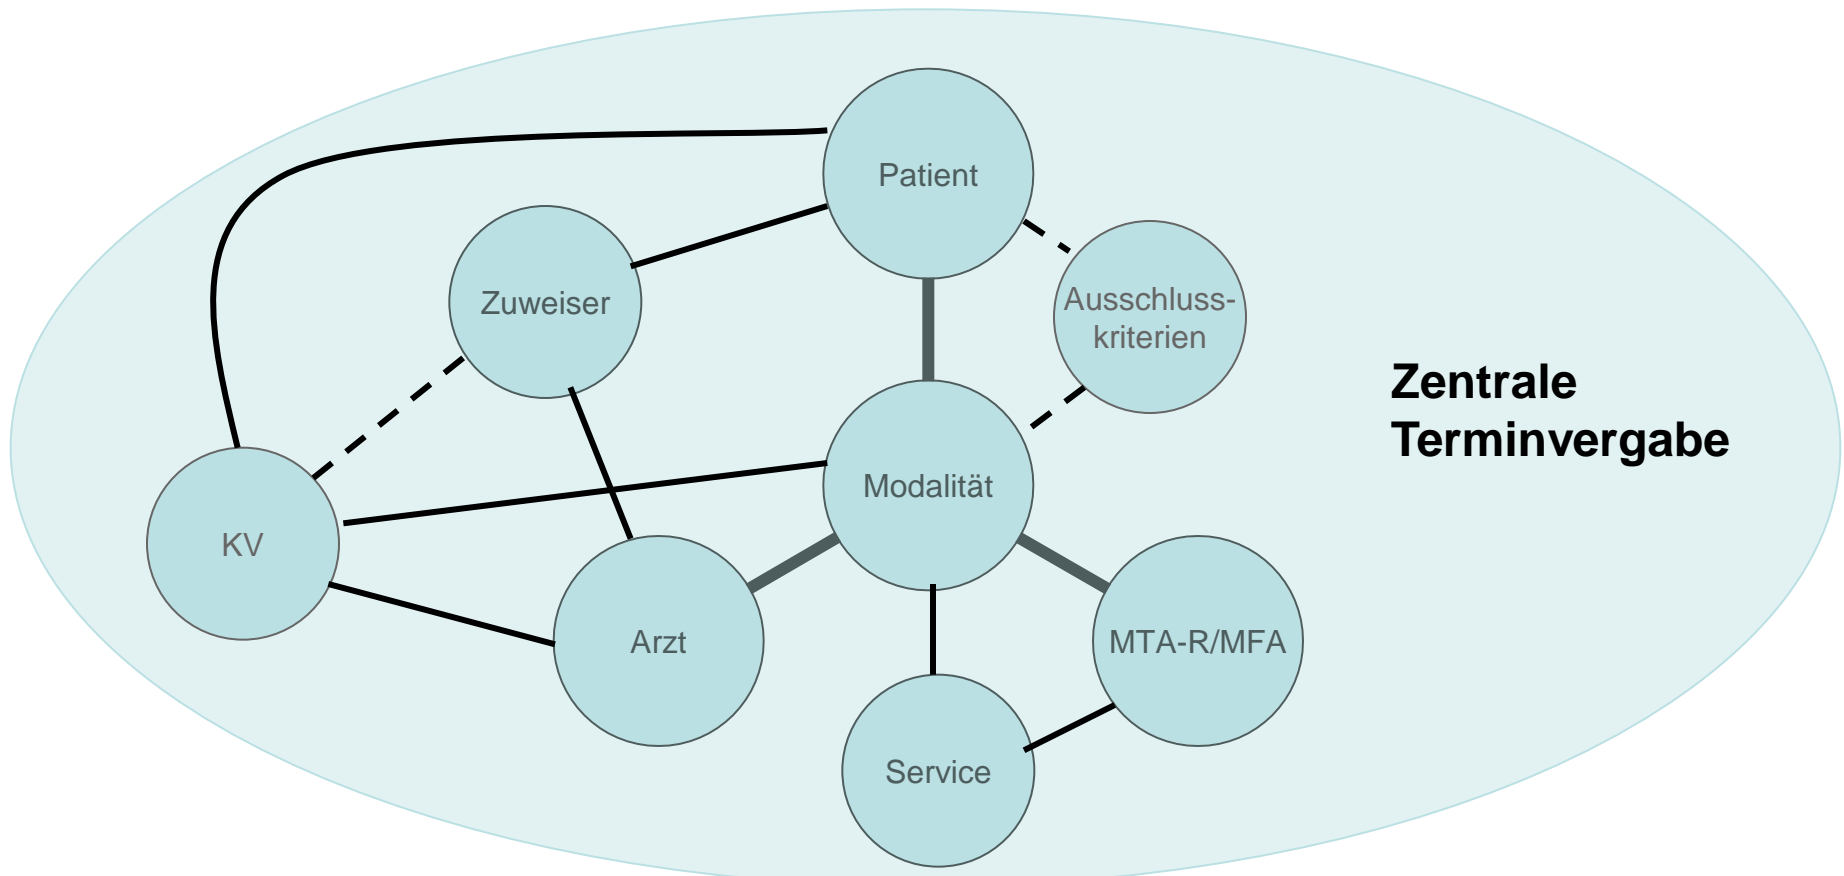 Patient
Zuweiser
Ausschluss-
kriterien
Zentrale
Terminvergabe
Modalität
KV
Arzt
MTA-R/MFA
Service